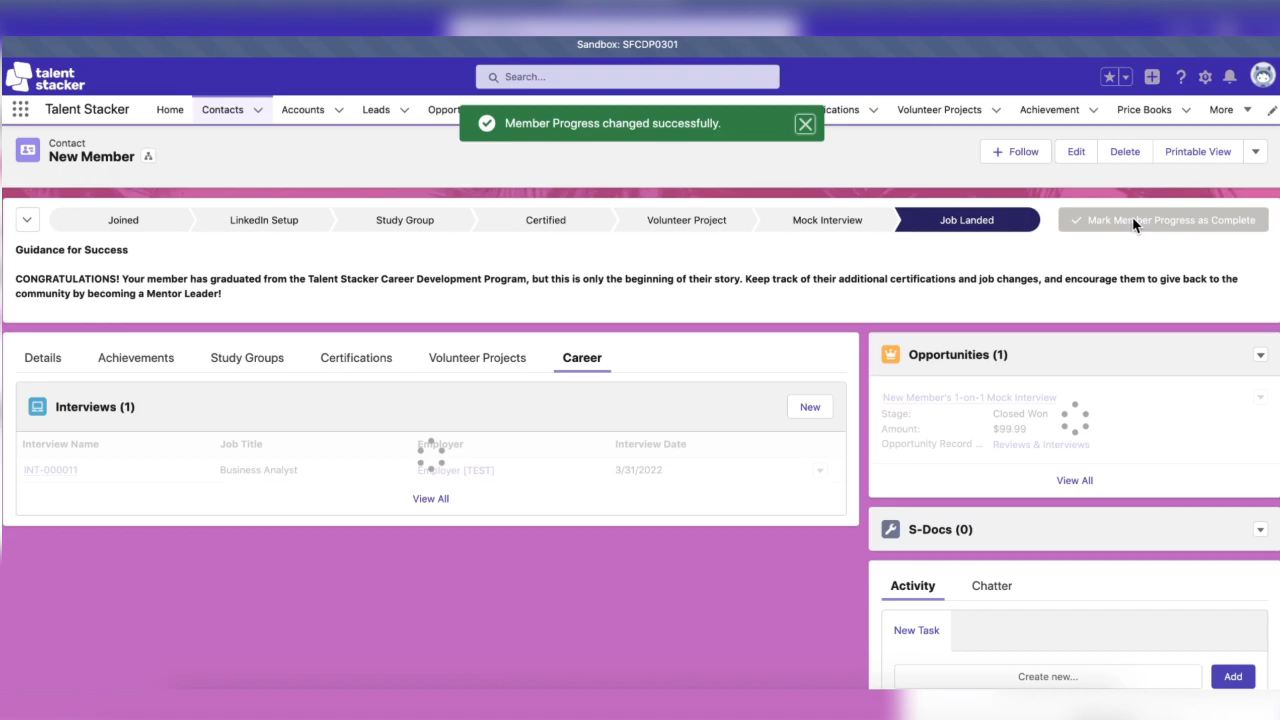 Sandbox: SFCDP0301
talent
stacker
Search...
Talent Stacker Home Contacts Accounts Leads Volunteer Projects Achievement Price Books More
Member Progress changed successfully.
Contact
New Member
Follow Edit Delete Printable View
Joined LinkedIn Setup Study Group Certified Volunteer Project Mock Interview Job Landed Mark Member Progress as Complete
Guidance for Success
CONGRATULATIONS! Your member has graduated from the Talent Stacker Career Development Program, but this is only the beginning of their story. Keep track of their additional certifications and job changes, and encourage them to give back to the
community by becoming a Mentor Leader!
Details Achievements Study Groups Certifications Volunteer Projects Career
Interviews (1) New
Interview Name Job Title Employer Interview Date
INT-000011 Business Analyst Employer [TEST] 3/31/2022
View All
Opportunities (1)
New Member's 1-on-1 Mock Interview
Stage: Closed Won
Amount: $99.99
Opportunity Record ... Reviews & Interviews
View All
S-Docs (0)
Activity Chatter
New Task
Create new... Add